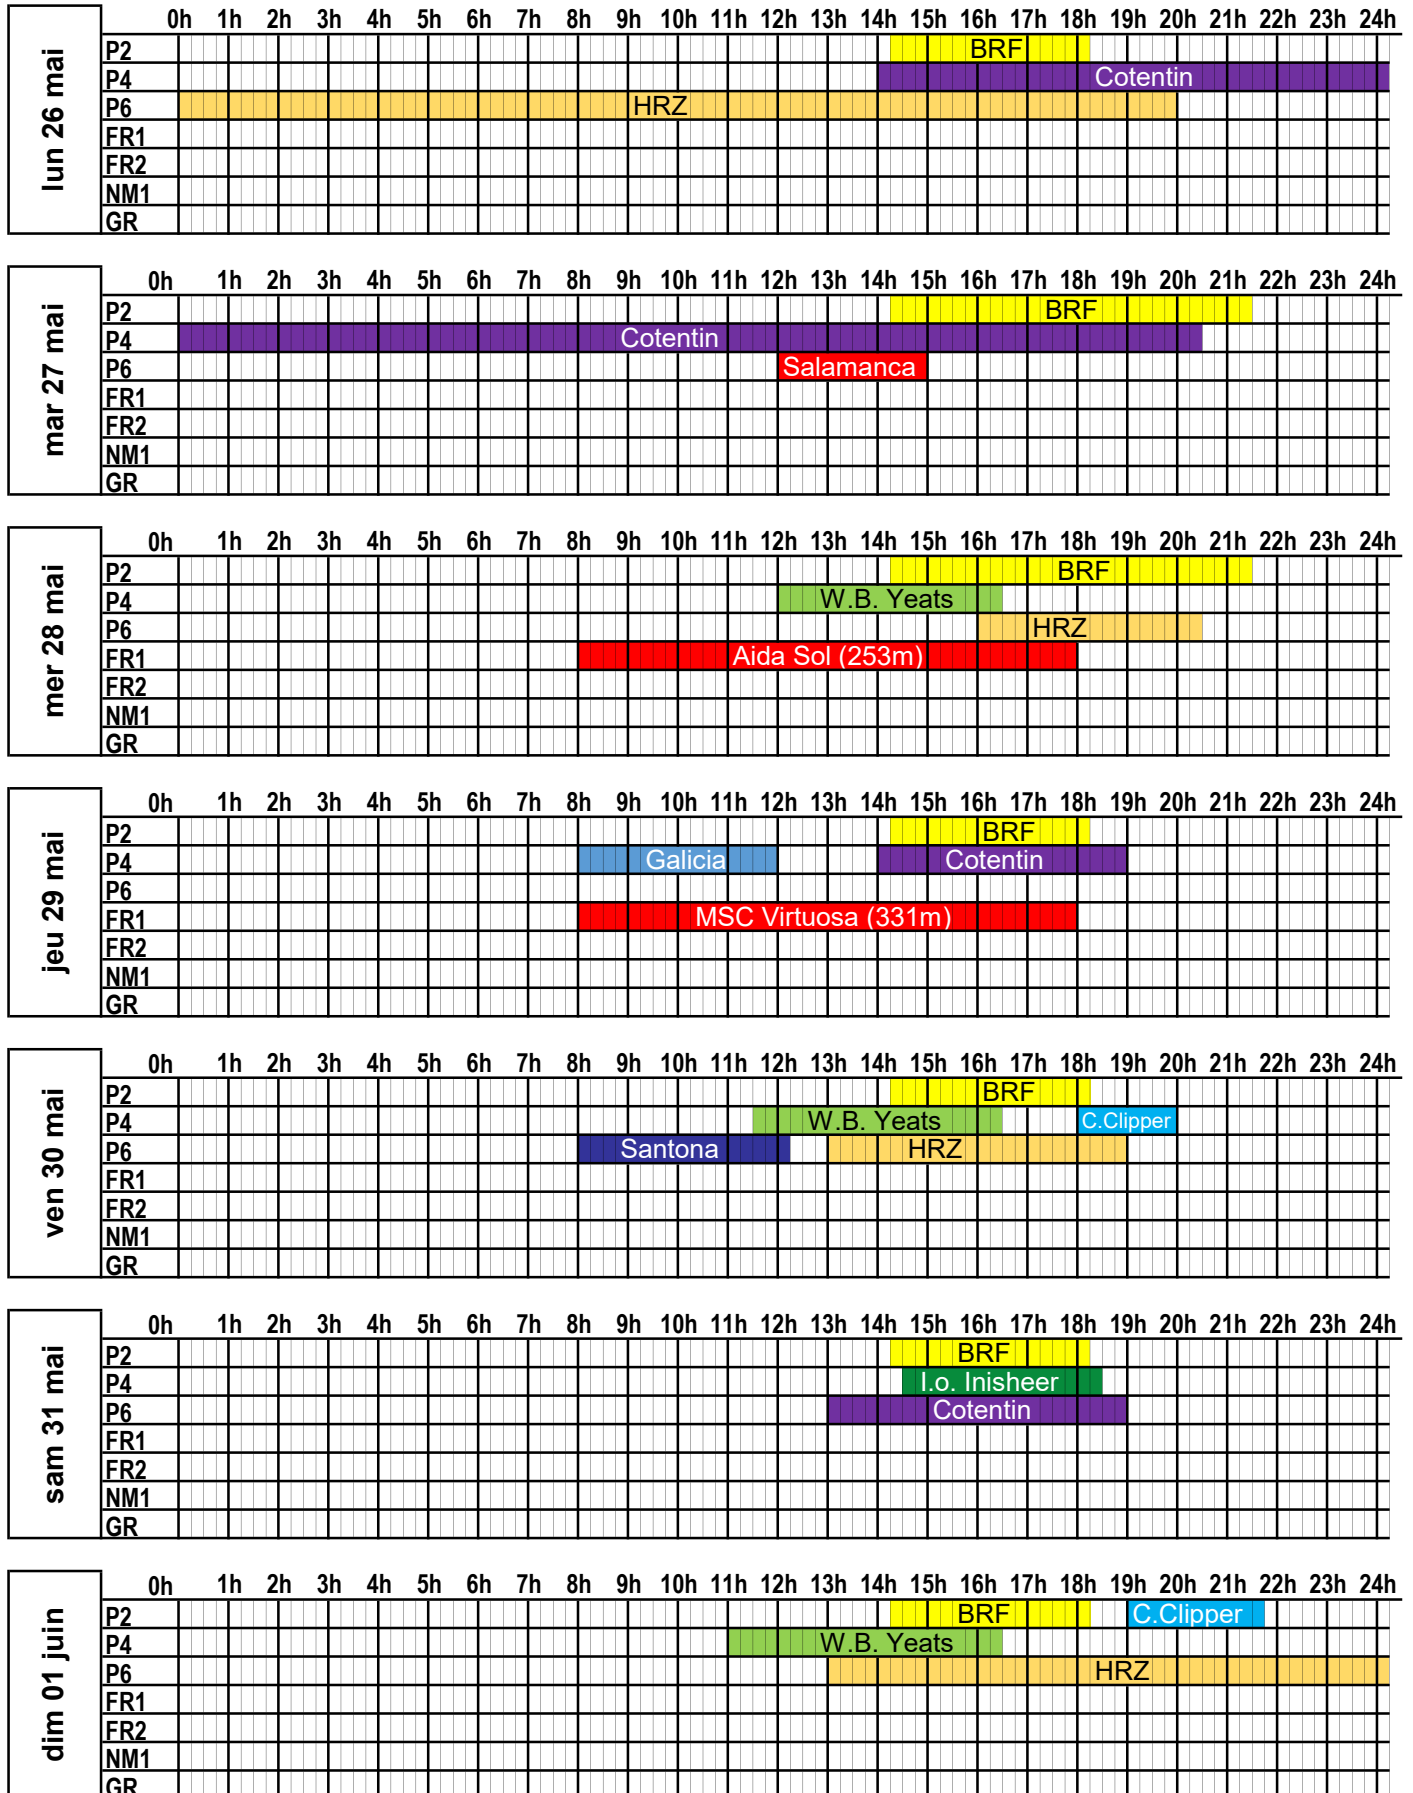 0h 1h 2h 3h 4h 5h 6h 7h 8h 9h 10h 11h 12h 13h 14h 15h 16h 17h 18h 19h 20h 21h 22h 23h 24h
lun 26 mai
P2 BRF
P4 Cotentin
P6 HRZ
FR1
FR2
NM1
GR
0h 1h 2h 3h 4h 5h 6h 7h 8h 9h 10h 11h 12h 13h 14h 15h 16h 17h 18h 19h 20h 21h 22h 23h 24h
mar 27 mai
P2 BRF
P4 Cotentin
P6 Salamanca
FR1
FR2
NM1
GR
0h 1h 2h 3h 4h 5h 6h 7h 8h 9h 10h 11h 12h 13h 14h 15h 16h 17h 18h 19h 20h 21h 22h 23h 24h
mer 28 mai
P2 BRF
P4 W.B. Yeats
P6 HRZ
FR1 Aida Sol (253m)
FR2
NM1
GR
0h 1h 2h 3h 4h 5h 6h 7h 8h 9h 10h 11h 12h 13h 14h 15h 16h 17h 18h 19h 20h 21h 22h 23h 24h
jeu 29 mai
P2 BRF
P4 Galicia Cotentin
P6
FR1 MSC Virtuosa (331m)
FR2
NM1
GR
0h 1h 2h 3h 4h 5h 6h 7h 8h 9h 10h 11h 12h 13h 14h 15h 16h 17h 18h 19h 20h 21h 22h 23h 24h
ven 30 mai
P2 BRF
P4 W.B. Yeats C.Clipper
P6 Santona HRZ
FR1
FR2
NM1
GR
0h 1h 2h 3h 4h 5h 6h 7h 8h 9h 10h 11h 12h 13h 14h 15h 16h 17h 18h 19h 20h 21h 22h 23h 24h
sam 31 mai
P2 BRF
P4 I.o. Inisheer
P6 Cotentin
FR1
FR2
NM1
GR
0h 1h 2h 3h 4h 5h 6h 7h 8h 9h 10h 11h 12h 13h 14h 15h 16h 17h 18h 19h 20h 21h 22h 23h 24h
dim 01 juin
P2 BRF C.Clipper
P4 W.B. Yeats
P6 HRZ
FR1
FR2
NM1
GR